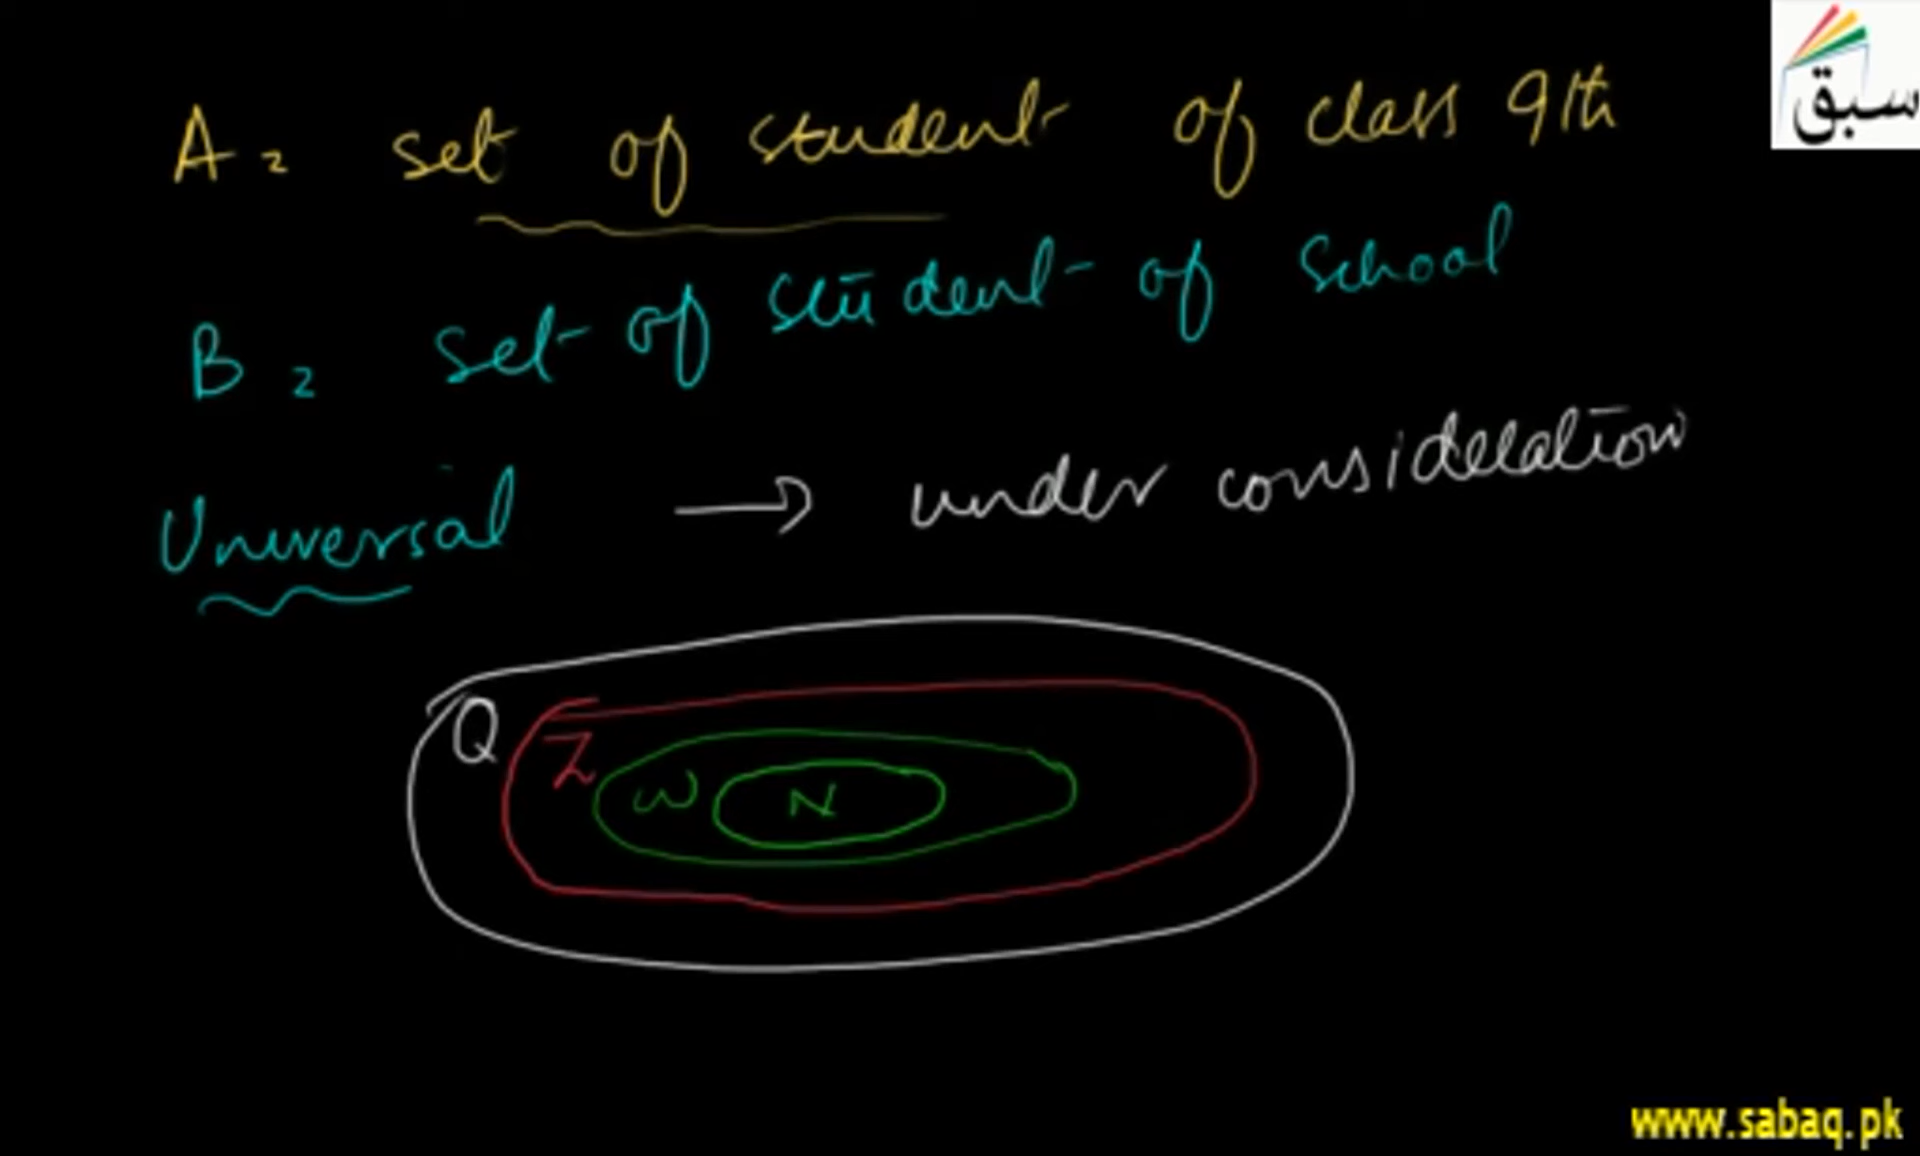 سبق
A = set of student of class 9th
B = set of student of school
Universal → under consideration
Q
Z
W N
www.sabaq.pk